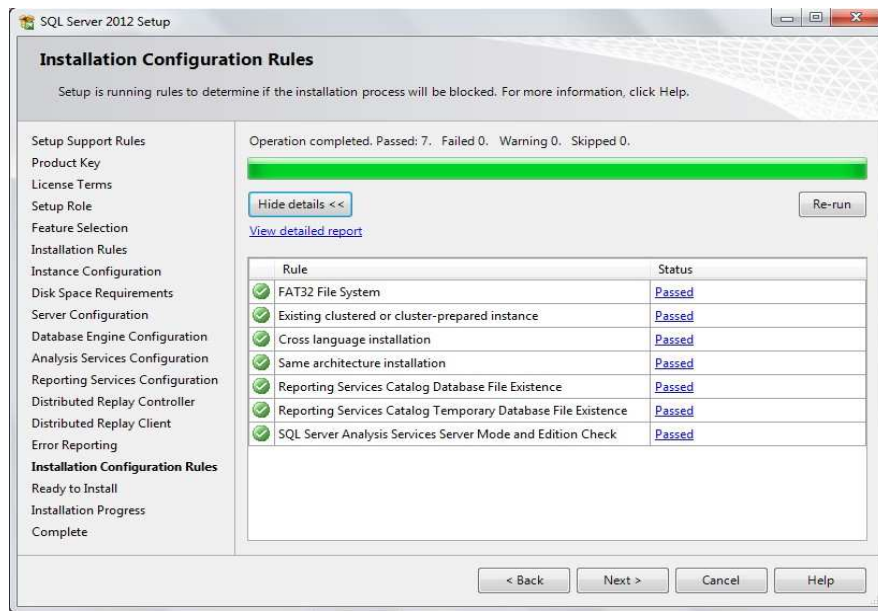 SQL Server 2012 Setup
Installation Configuration Rules
Setup is running rules to determine if the installation process will be blocked. For more information, click Help.
Setup Support Rules
Product Key
License Terms
Setup Role
Feature Selection
Installation Rules
Instance Configuration
Disk Space Requirements
Server Configuration
Database Engine Configuration
Analysis Services Configuration
Reporting Services Configuration
Distributed Replay Controller
Distributed Replay Client
Error Reporting
Installation Configuration Rules
Ready to Install
Installation Progress
Complete
Operation completed. Passed: 7. Failed 0. Warning 0. Skipped 0.
Hide details << Re-run
View detailed report
Rule Status
FAT32 File System Passed
Existing clustered or cluster-prepared instance Passed
Cross language installation Passed
Same architecture installation Passed
Reporting Services Catalog Database File Existence Passed
Reporting Services Catalog Temporary Database File Existence Passed
SQL Server Analysis Services Server Mode and Edition Check Passed
< Back Next > Cancel Help